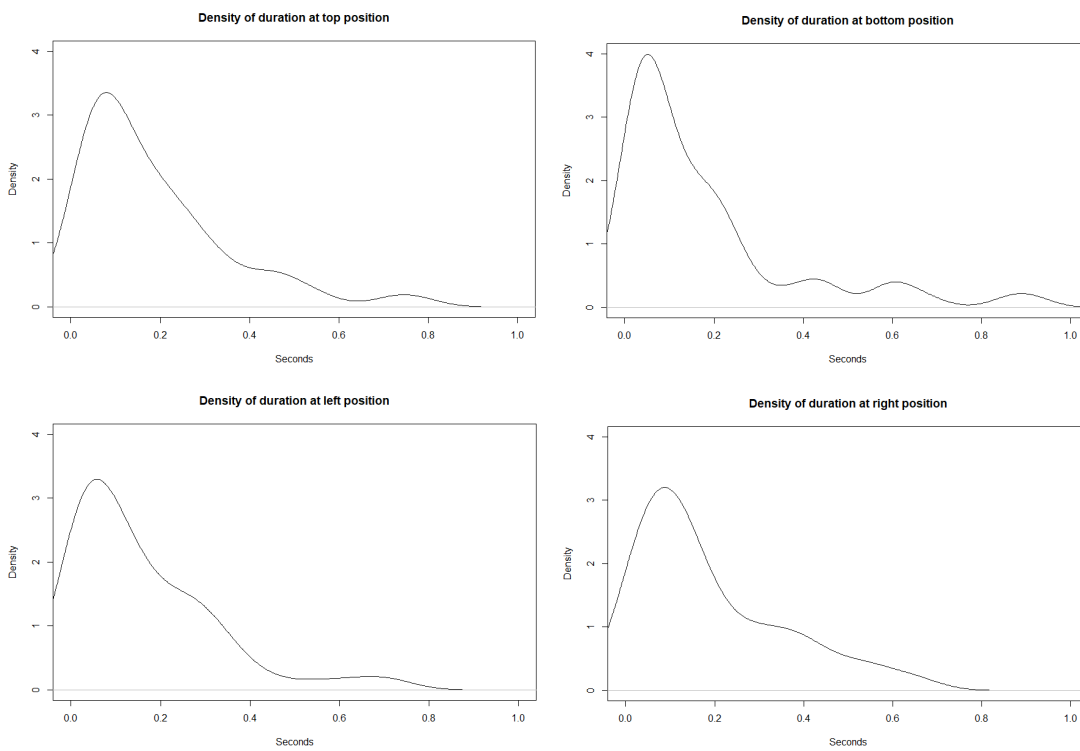 Density of duration at top position
Density
0
1
2
3
4
0.0 0.2 0.4 0.6 0.8 1.0
Seconds
Density of duration at bottom position
Density
0
1
2
3
4
0.0 0.2 0.4 0.6 0.8 1.0
Seconds
Density of duration at left position
Density
0
1
2
3
4
0.0 0.2 0.4 0.6 0.8 1.0
Seconds
Density of duration at right position
Density
0
1
2
3
4
0.0 0.2 0.4 0.6 0.8 1.0
Seconds